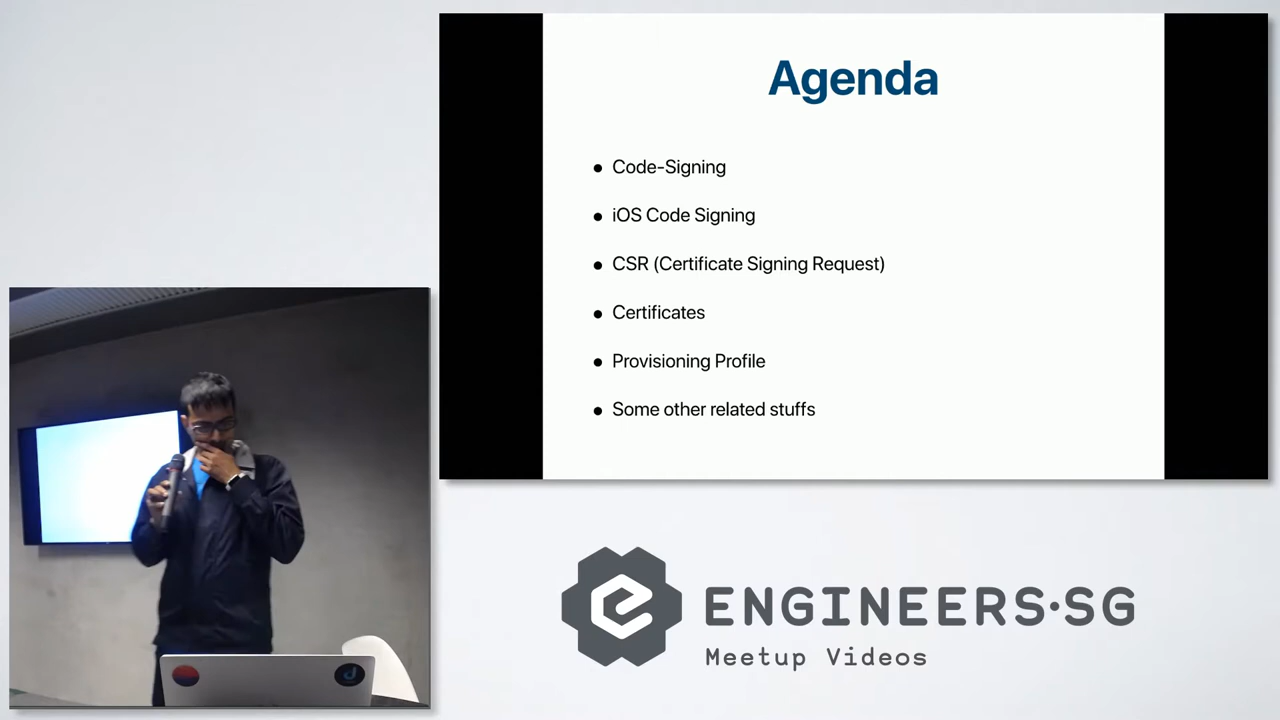 Agenda
Code-Signing
iOS Code Signing
CSR (Certificate Signing Request)
Certificates
Provisioning Profile
Some other related stuffs
ENGINEERS·SG
Meetup Videos